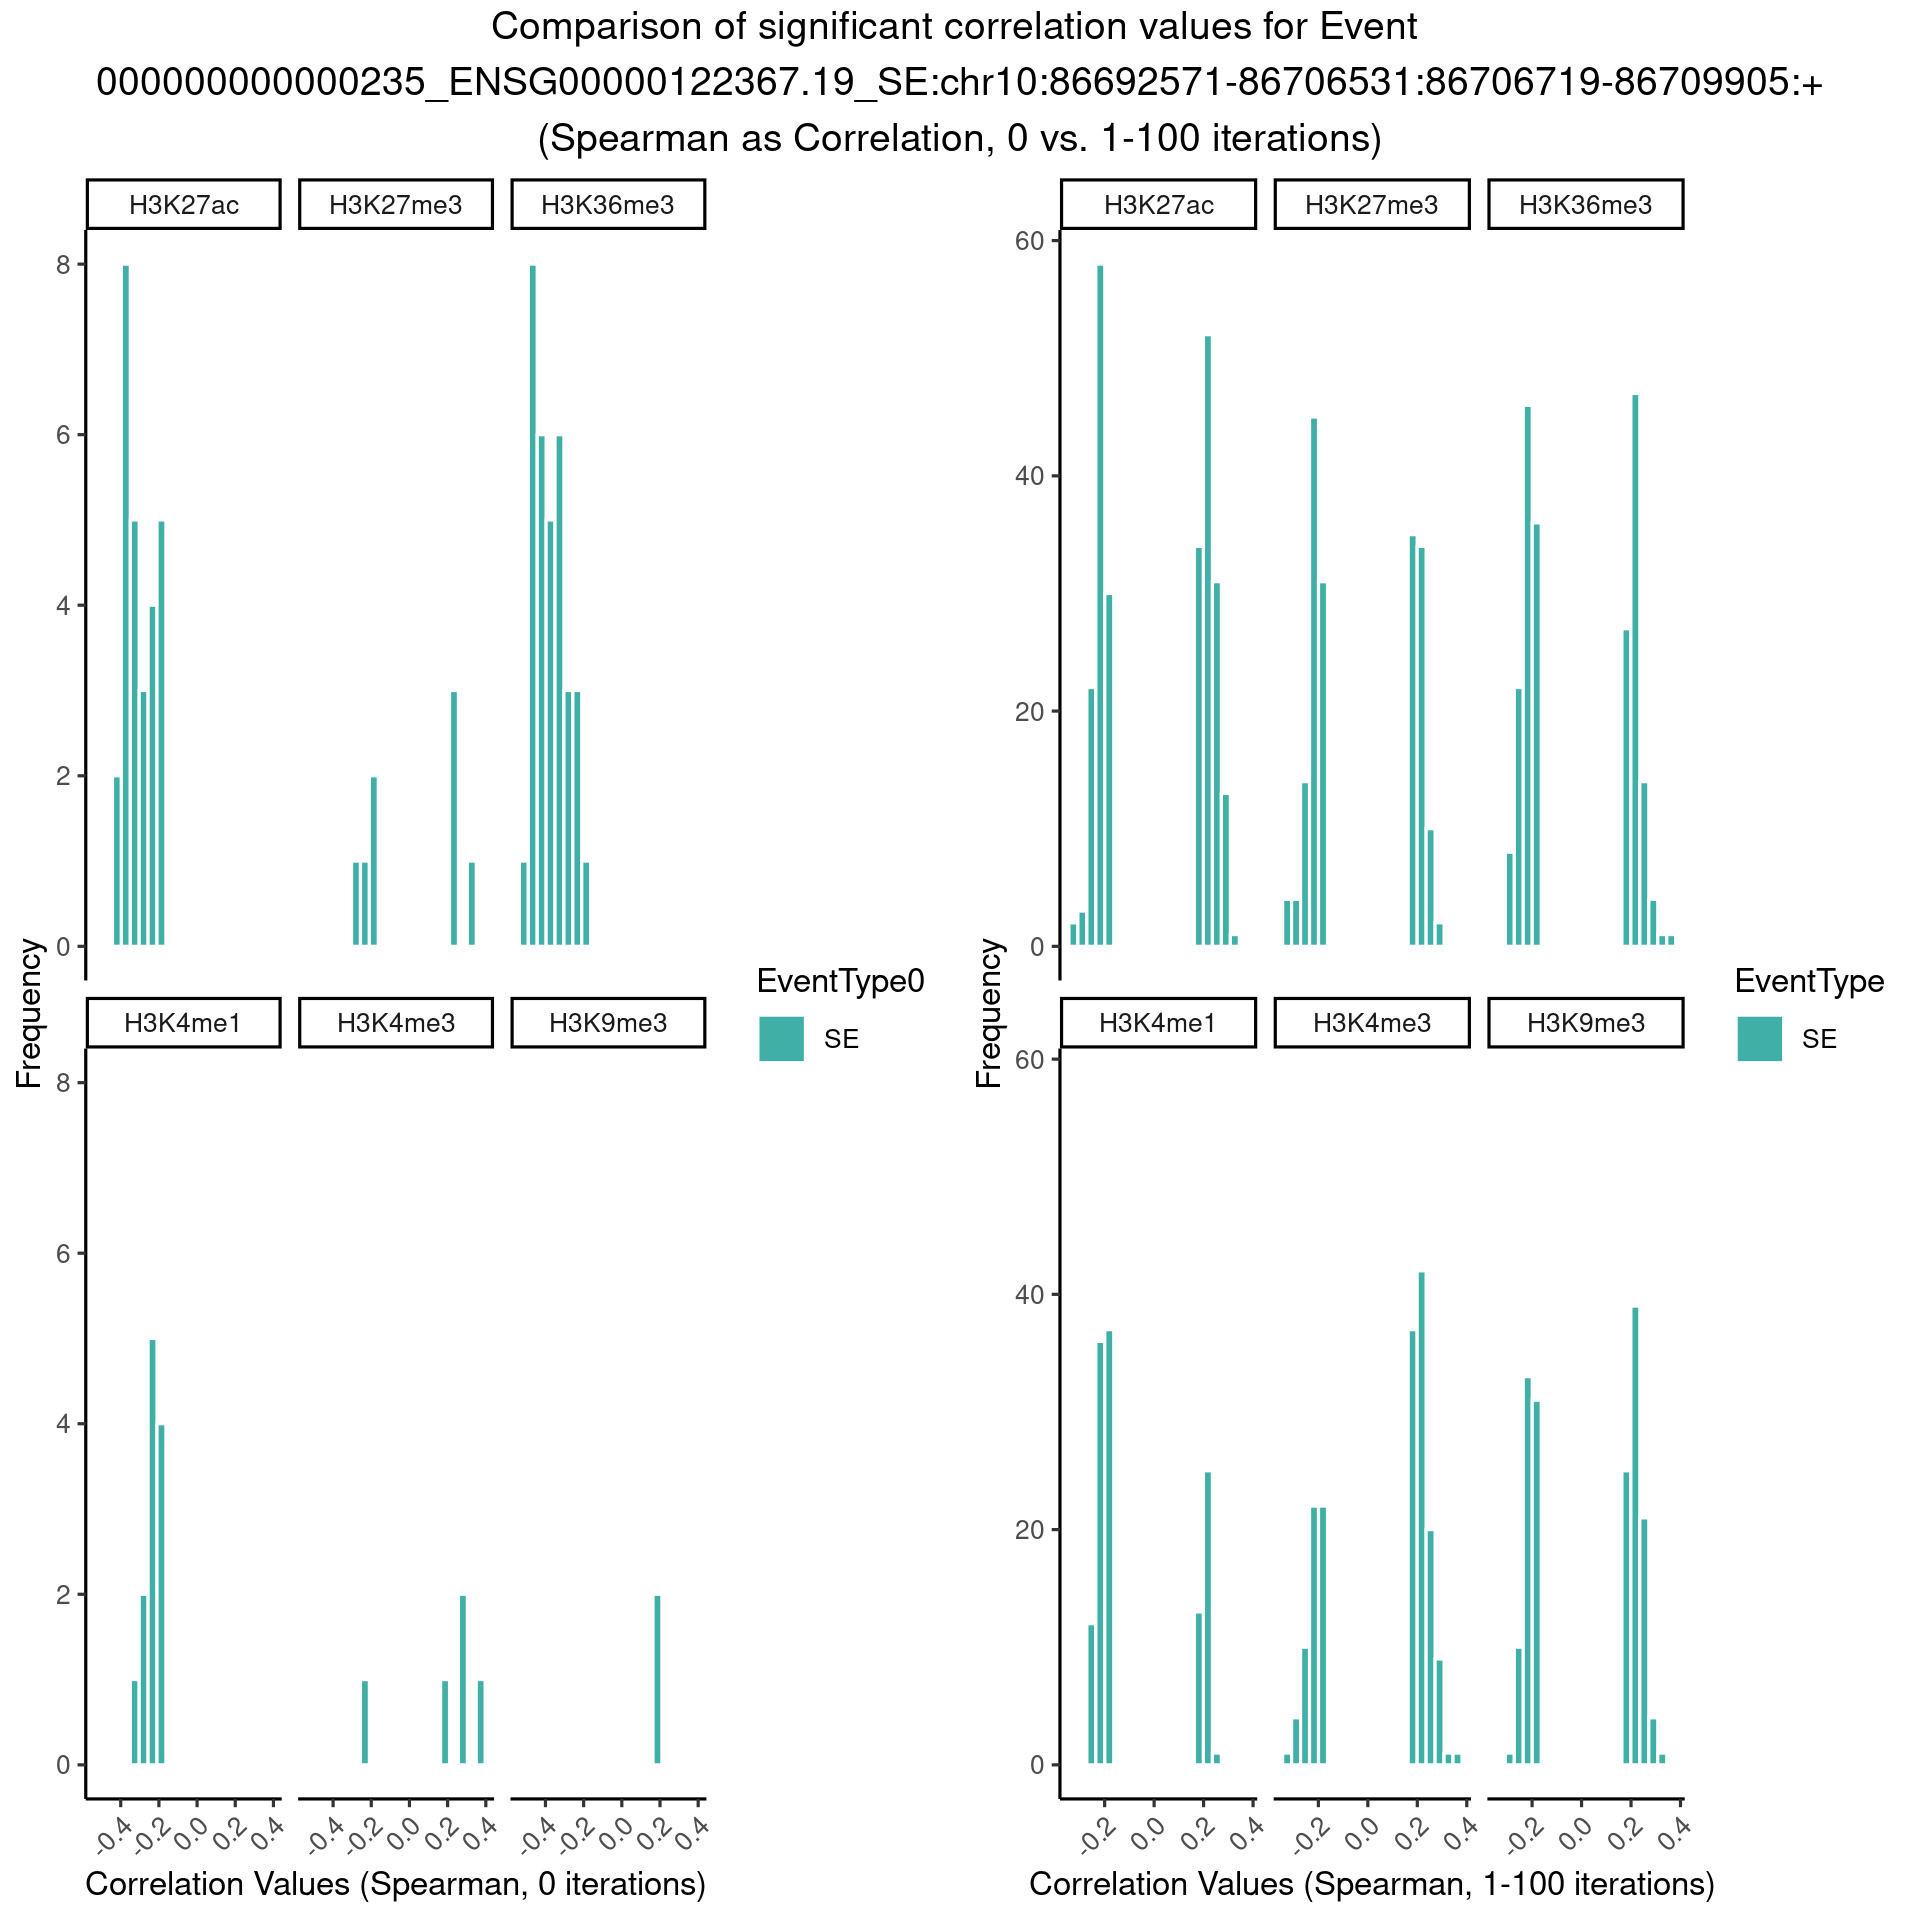 Comparison of significant correlation values for Event
000000000000235_ENSG00000122367.19_SE:chr10:86692571-86706531:86706719-86709905:+
(Spearman as Correlation, 0 vs. 1-100 iterations)
H3K27ac H3K27me3 H3K36me3
8
6
4
2
0
H3K4me1 H3K4me3 H3K9me3
8
6
4
2
0
-0.4 -0.2 0.0 0.2 0.4 -0.4 -0.2 0.0 0.2 0.4 -0.4 -0.2 0.0 0.2 0.4
Frequency
Correlation Values (Spearman, 0 iterations)
EventType0
SE
H3K27ac H3K27me3 H3K36me3
60
40
20
0
H3K4me1 H3K4me3 H3K9me3
60
40
20
0
-0.2 0.0 0.2 0.4 -0.2 0.0 0.2 0.4 -0.2 0.0 0.2 0.4
Frequency
Correlation Values (Spearman, 1-100 iterations)
EventType
SE